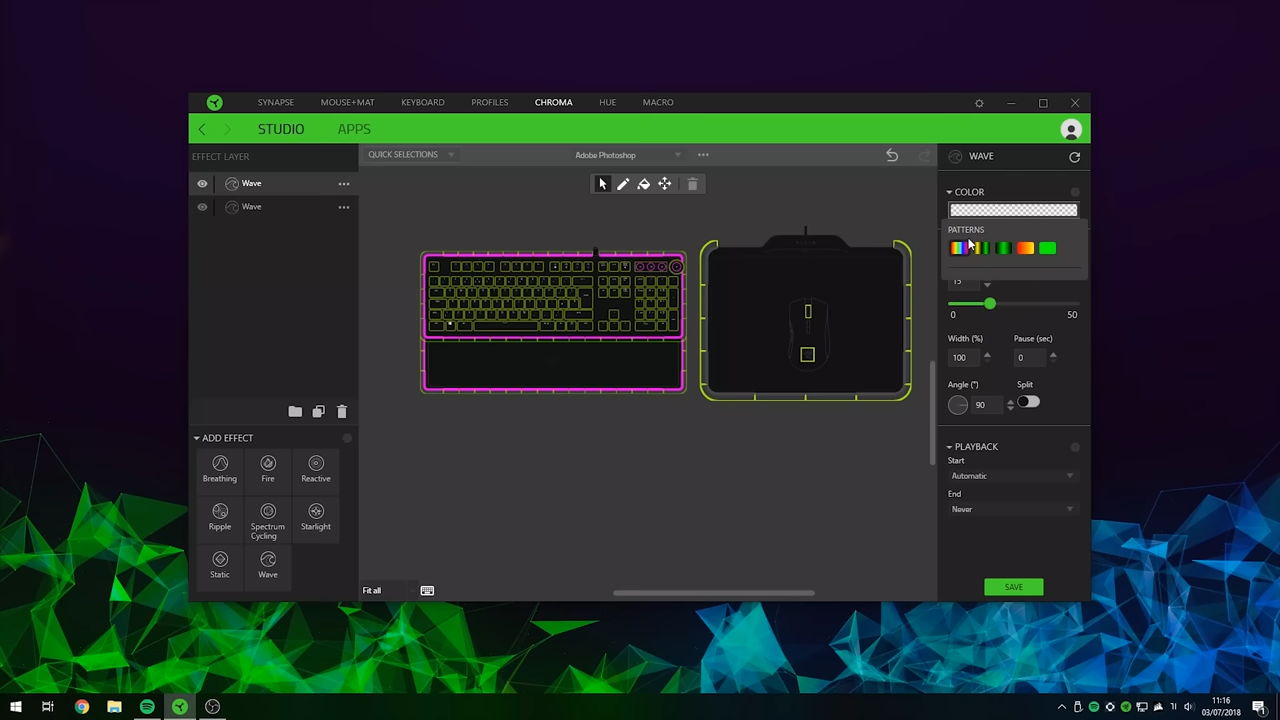 SYNAPSE MOUSE+MAT KEYBOARD PROFILES CHROMA HUE MACRO
STUDIO APPS
EFFECT LAYER
Wave
Wave
ADD EFFECT
Breathing Fire Reactive
Ripple Spectrum Cycling Starlight
Static Wave
QUICK SELECTIONS
Adobe Photoshop
Fit all
WAVE
COLOR
PATTERNS
15
0 50
Width (%) Pause (sec)
100 0
Angle (°) Split
90
PLAYBACK
Start
Automatic
End
Never
SAVE
11:16
03/07/2018
1